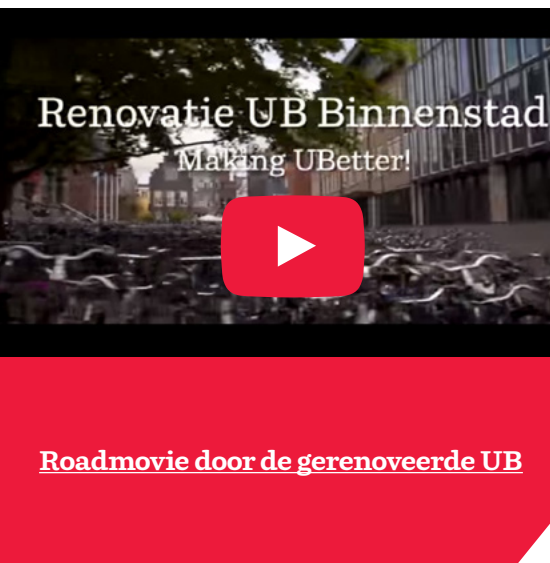 Renovatie UB Binnenstad
Making UBetter!
Roadmovie door de gerenoveerde UB